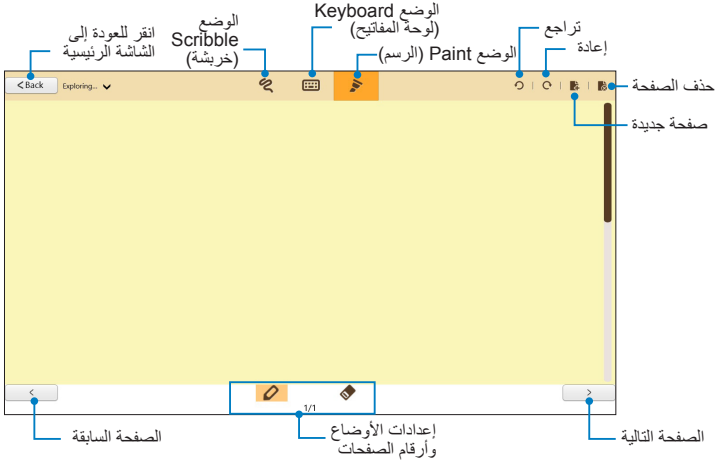 الوضع Keyboard
(لوحة المفاتيح)
الوضع
Scribble
(خربشة)
انقر للعودة إلى
الشاشة الرئيسية
الوضع Paint (الرسم)
تراجع
إعادة
< Back
Exploring...
حذف الصفحة
صفحة جديدة
<
>
1/1
الصفحة السابقة
إعدادات الأوضاع
وأرقام الصفحات
الصفحة التالية